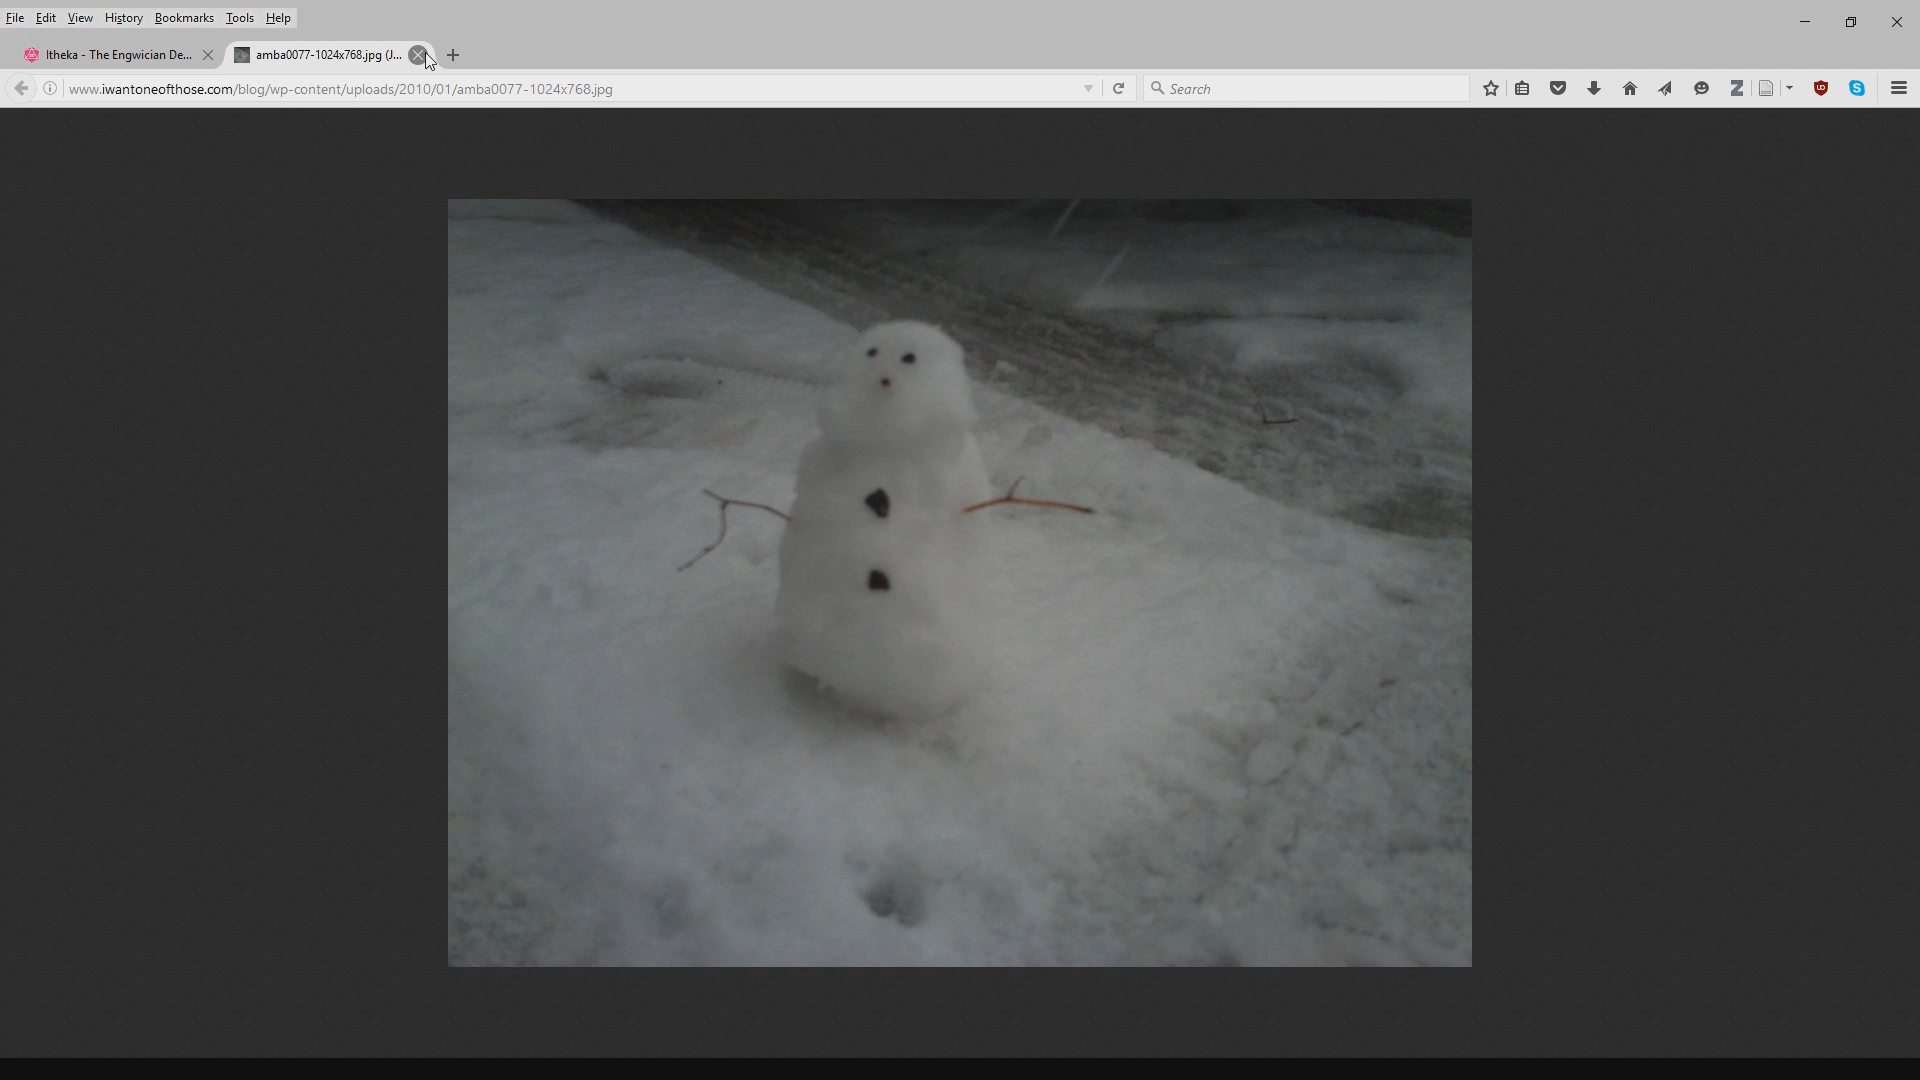 File Edit View History Bookmarks Tools Help
Itheka - The Engwician De... amba0077-1024x768.jpg (J...
www.iwantoneofthose.com/blog/wp-content/uploads/2010/01/amba0077-1024x768.jpg Search